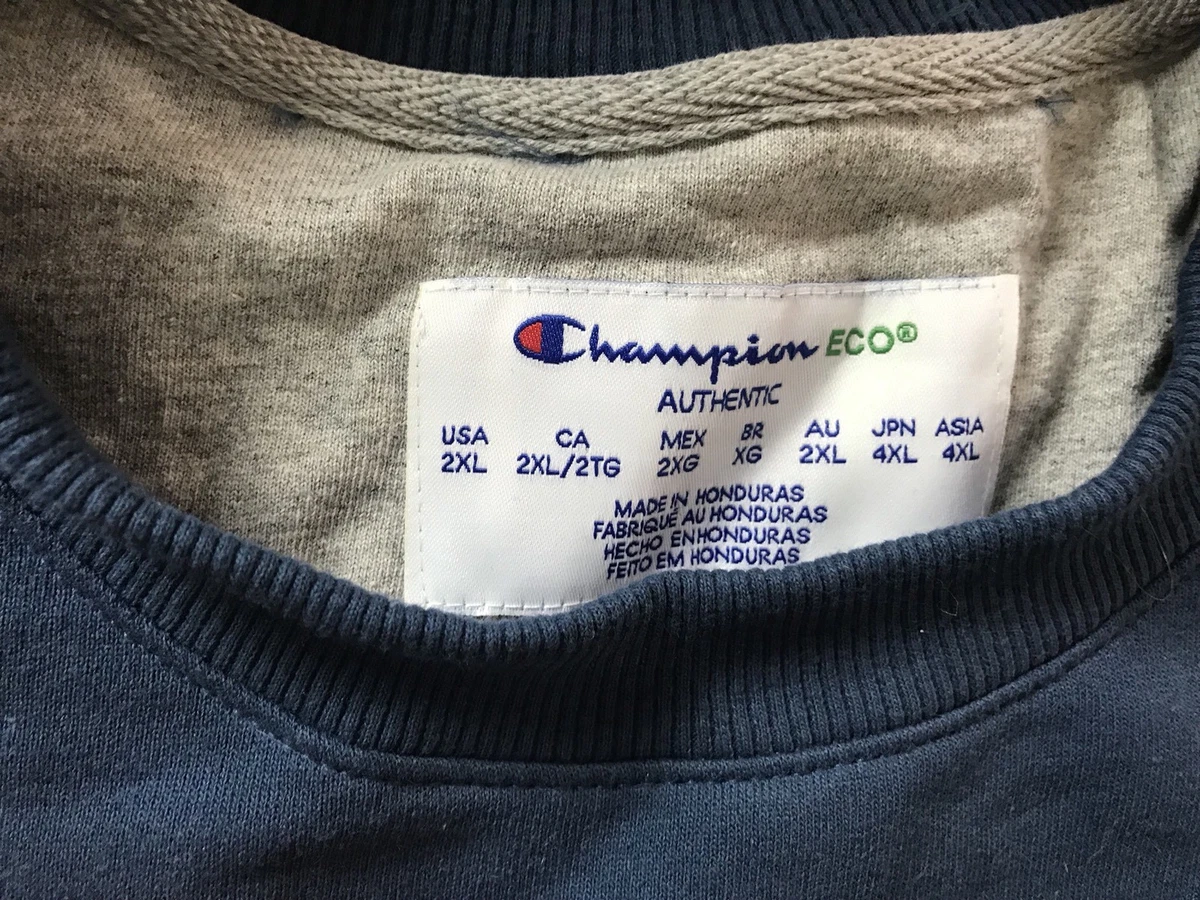 Champion ECO®
AUTHENTIC
USA CA MEX BR AU JPN ASIA
2XL 2XL/2TG 2XG XG 2XL 4XL 4XL
MADE IN HONDURAS
FABRIQUÉ AU HONDURAS
HECHO EN HONDURAS
FEITO EM HONDURAS